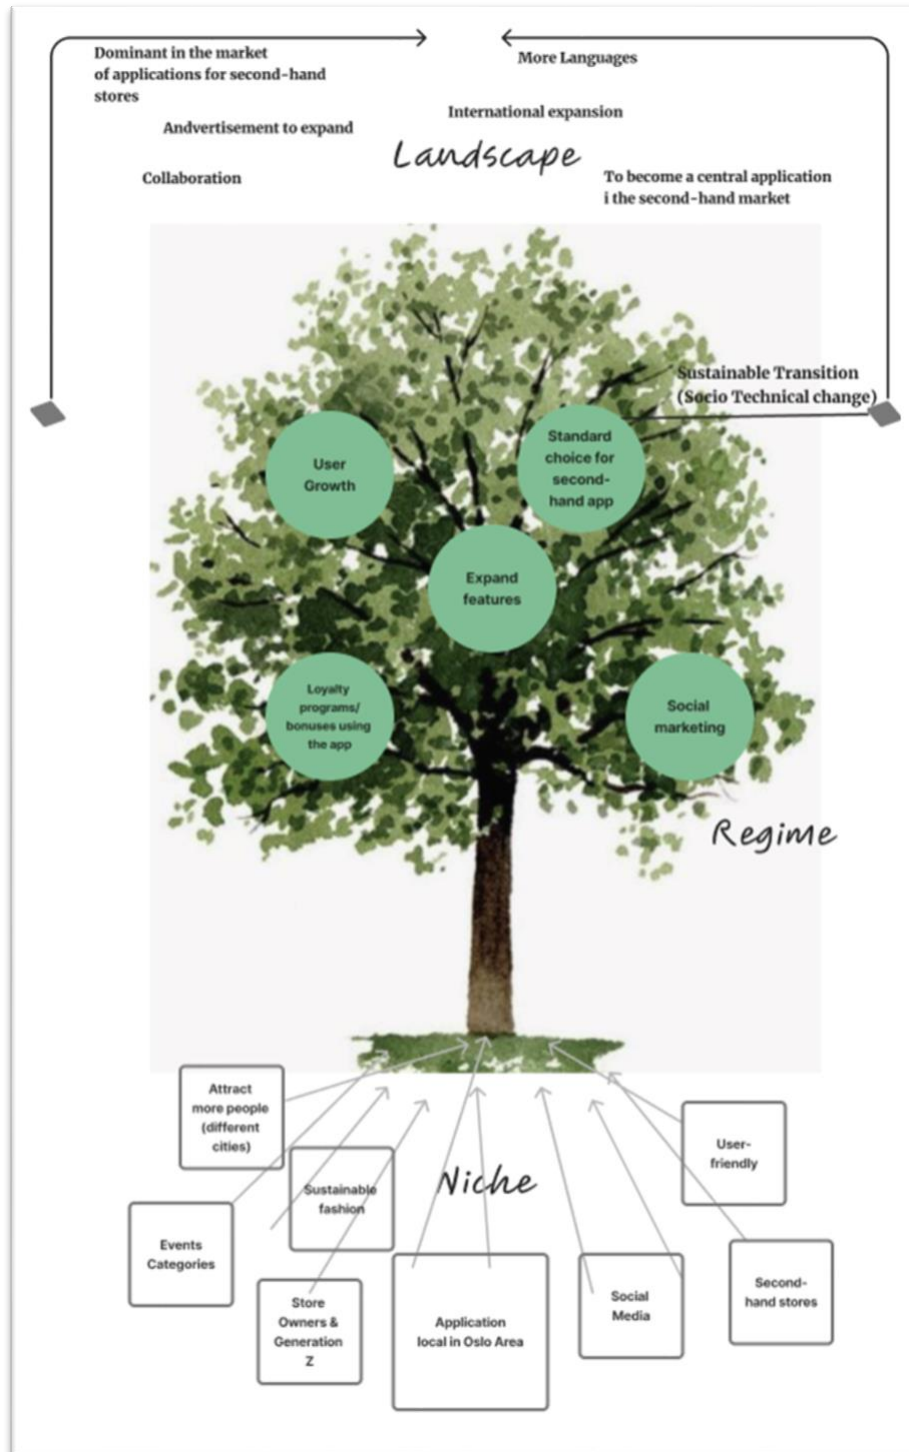 Dominant in the market
of applications for second-hand
stores
More Languages
International expansion
Andvertisement to expand
Landscape
Collaboration
To become a central application
i the second-hand market
Sustainable Transition
(Socio Technical change)
User
Growth
Standard
choice for
second-
hand app
Expand
features
Loyalty
programs/
bonuses using
the app
Social
marketing
Regime
Attract
more people
(different
cities)
User-
friendly
Sustainable
fashion
Niche
Events
Categories
Store
Owners &
Generation
Z
Application
local in Oslo Area
Social
Media
Second-
hand stores